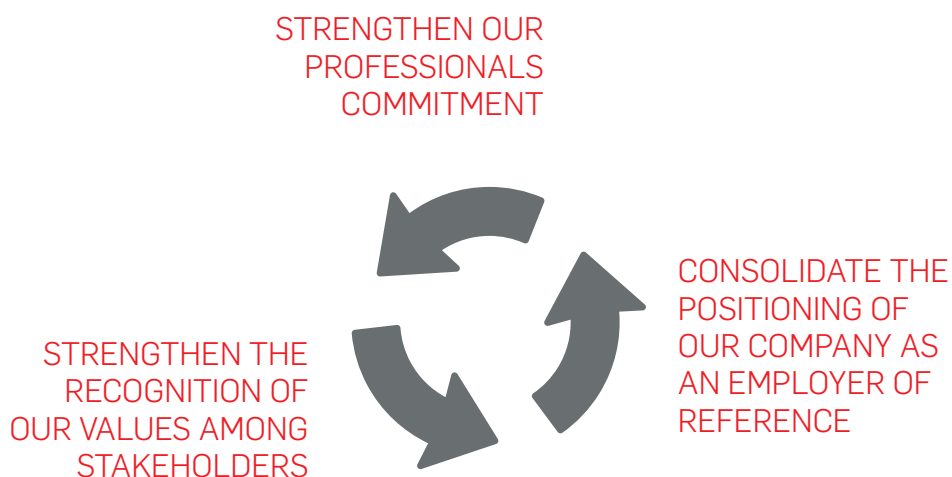 STRENGTHEN OUR
PROFESSIONALS
COMMITMENT
STRENGTHEN THE
RECOGNITION OF
OUR VALUES AMONG
STAKEHOLDERS
CONSOLIDATE THE
POSITIONING OF
OUR COMPANY AS
AN EMPLOYER OF
REFERENCE